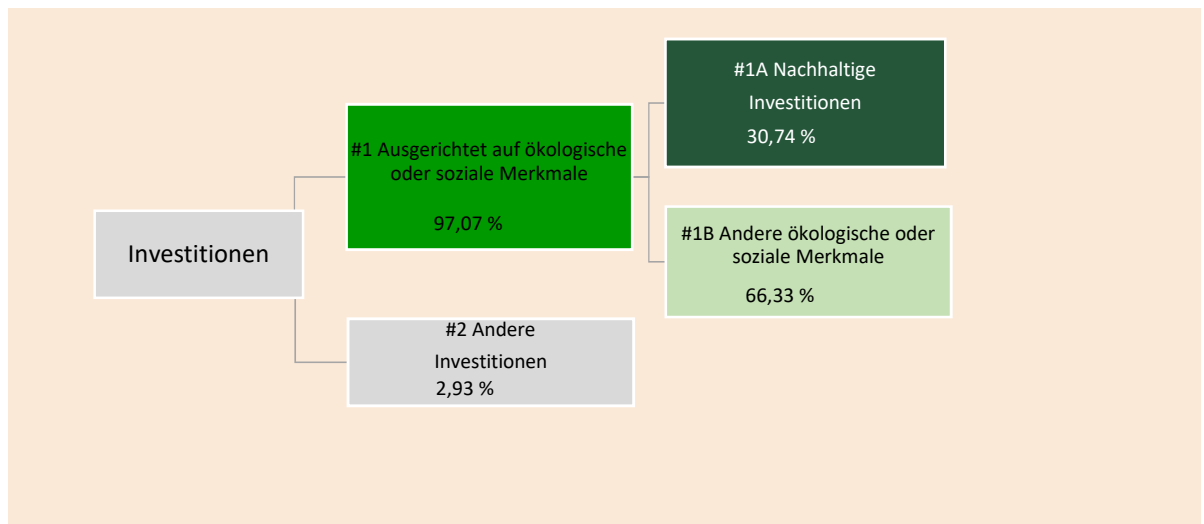 Investitionen
#1 Ausgerichtet auf ökologische
oder soziale Merkmale
97,07 %
#2 Andere
Investitionen
2,93 %
#1A Nachhaltige
Investitionen
30,74 %
#1B Andere ökologische oder
soziale Merkmale
66,33 %